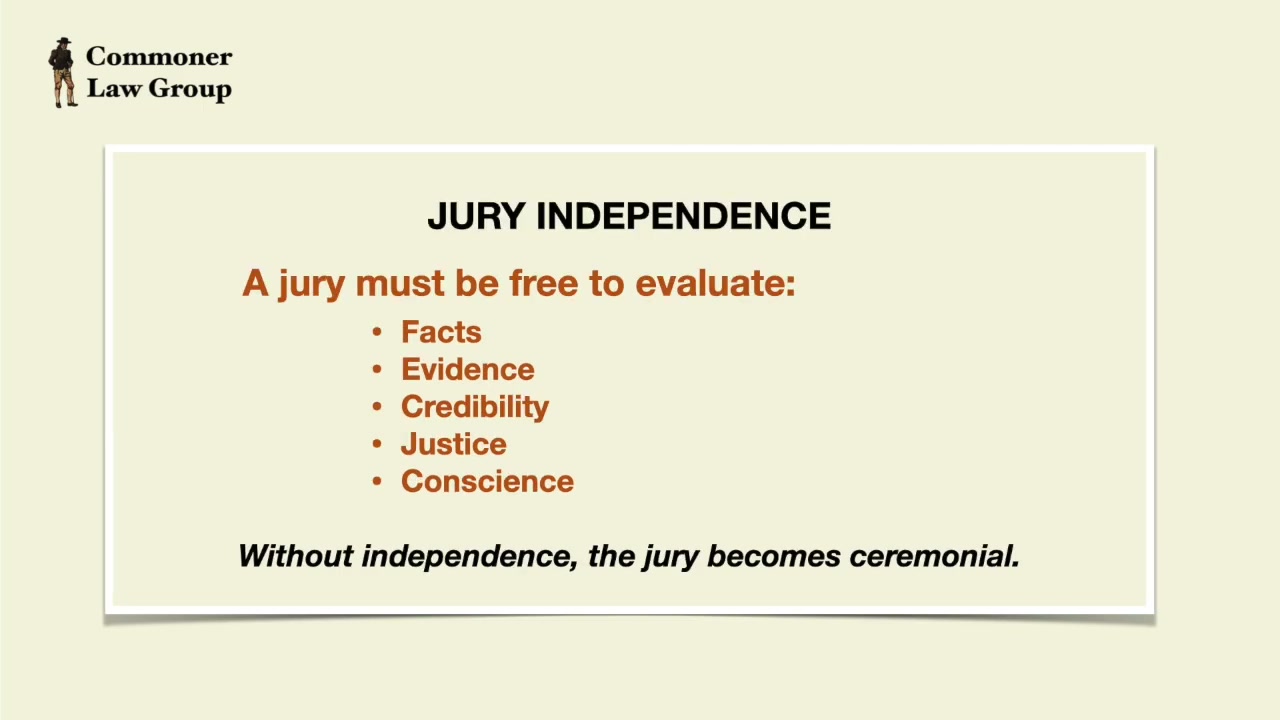 Commoner
Law Group
JURY INDEPENDENCE
A jury must be free to evaluate:
• Facts
• Evidence
• Credibility
• Justice
• Conscience
Without independence, the jury becomes ceremonial.